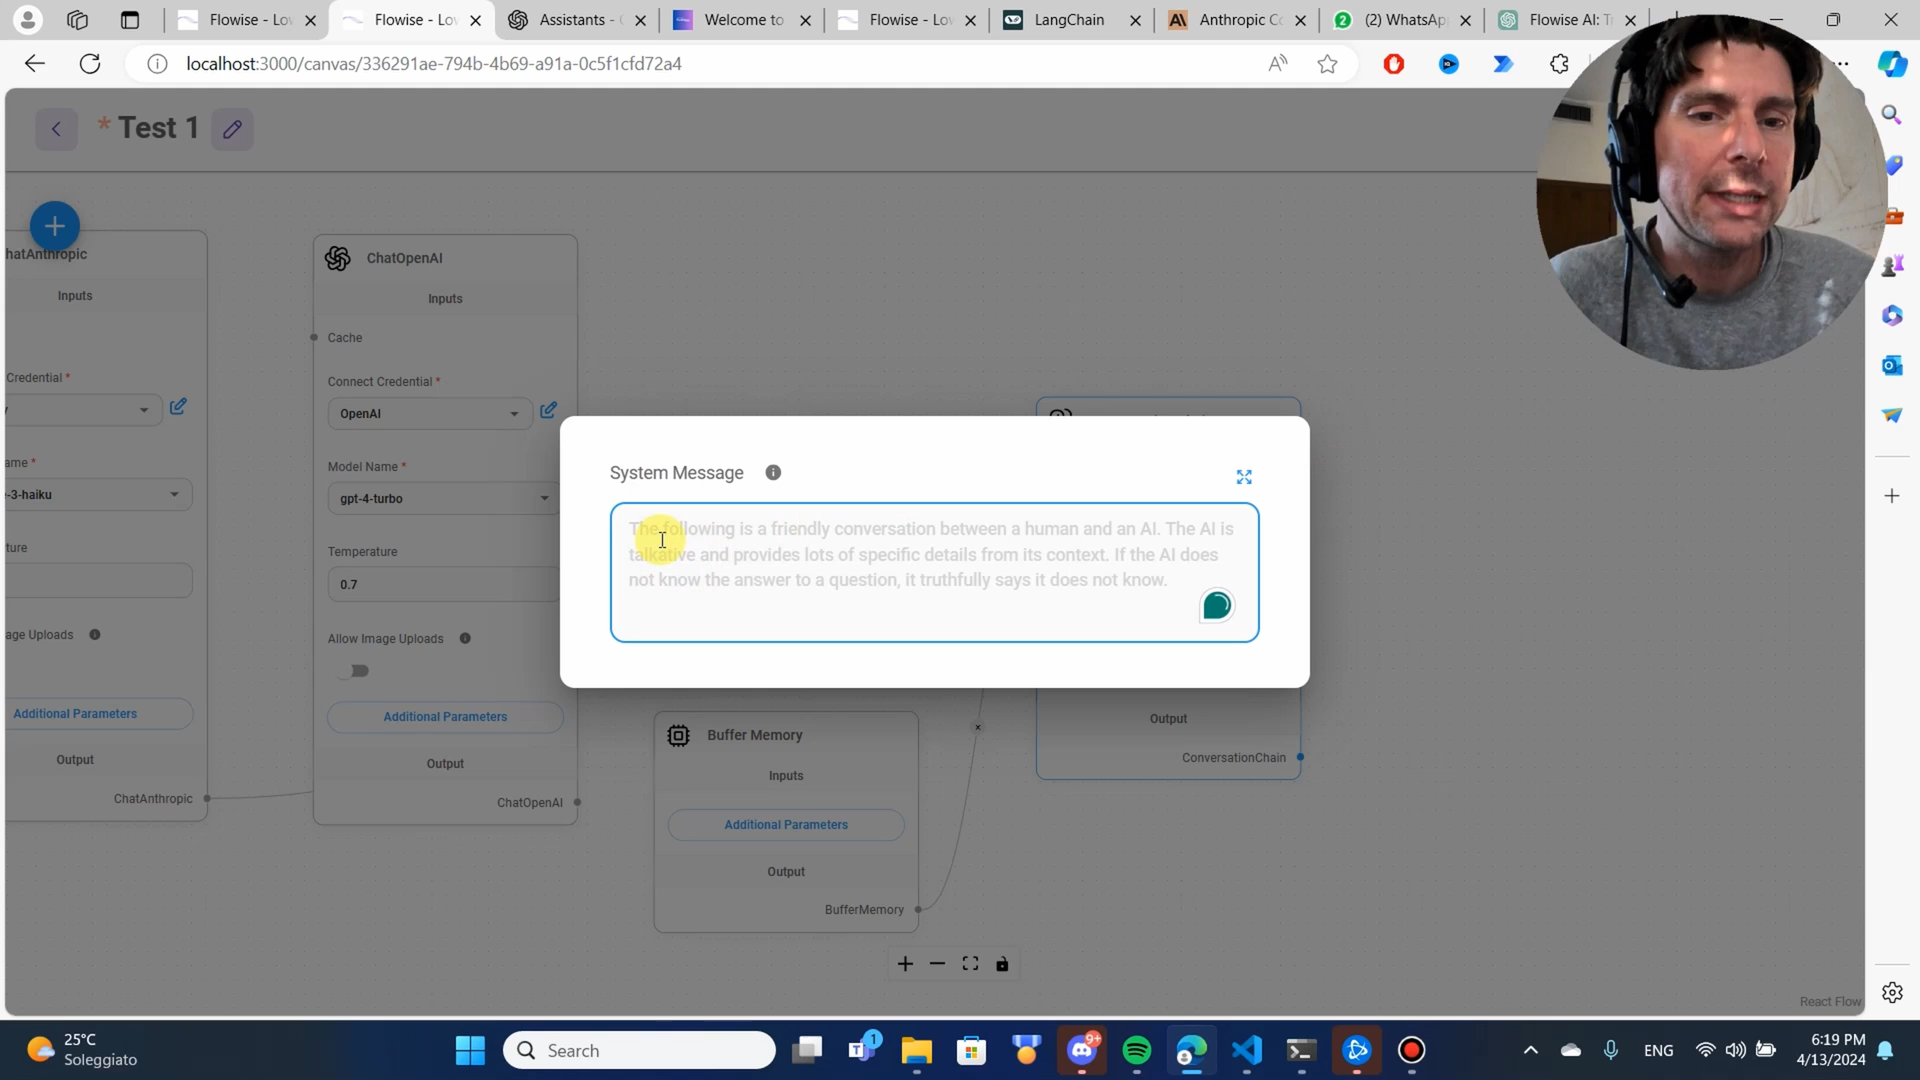 Flowise - Lo
Flowise - Lo
Assistants -
Welcome to
Flowise - Lo
LangChain
Anthropic Co
(2) WhatsAp
Flowise AI: T
localhost:3000/canvas/336291ae-794b-4b69-a91a-0c5f1cfd72a4
* Test 1
hatAnthropic
Inputs
Credential *
ame *
-3-haiku
ture
age Uploads
Additional Parameters
Output
ChatAnthropic
ChatOpenAI
Inputs
Cache
Connect Credential *
OpenAI
Model Name *
gpt-4-turbo
Temperature
0.7
Allow Image Uploads
Additional Parameters
Output
ChatOpenAI
System Message
The following is a friendly conversation between a human and an AI. The AI is
talkative and provides lots of specific details from its context. If the AI does
not know the answer to a question, it truthfully says it does not know.
Buffer Memory
Inputs
Additional Parameters
Output
BufferMemory
Output
ConversationChain
React Flow
25°C
Soleggiato
Search
1
9+
ENG
6:19 PM
4/13/2024